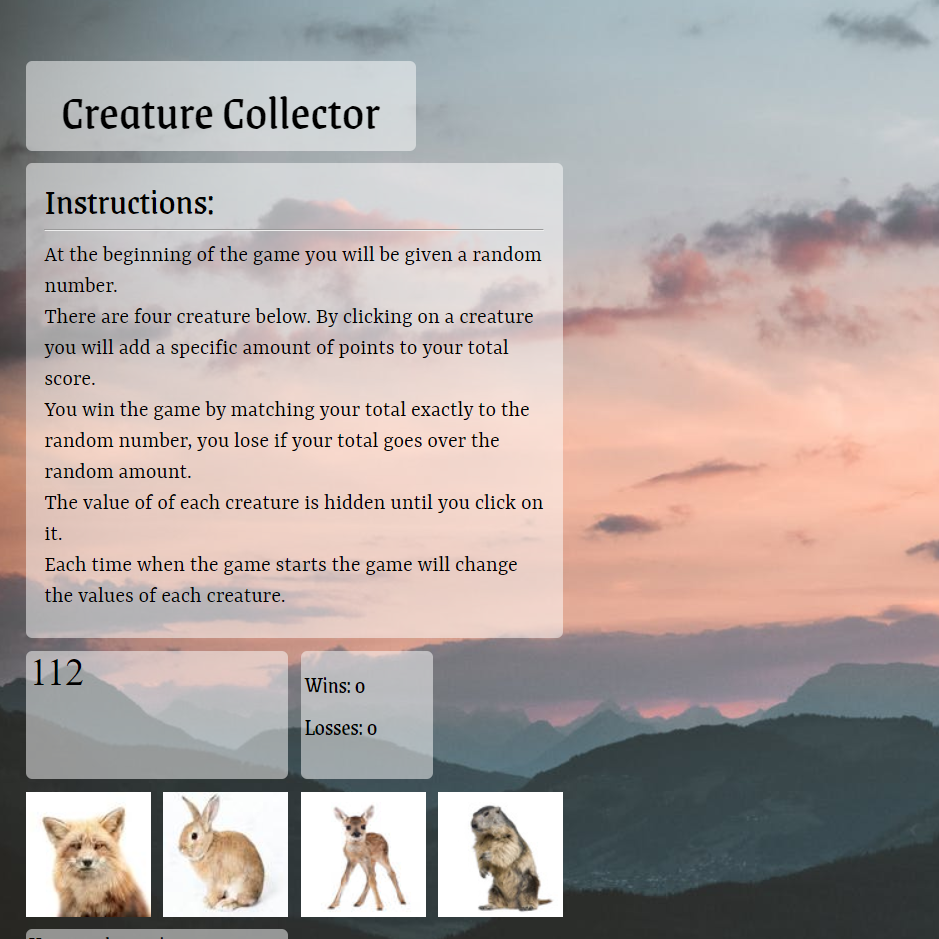 Creature Collector
Instructions:
At the beginning of the game you will be given a random
number.
There are four creature below. By clicking on a creature
you will add a specific amount of points to your total
score.
You win the game by matching your total exactly to the
random number, you lose if your total goes over the
random amount.
The value of of each creature is hidden until you click on
it.
Each time when the game starts the game will change
the values of each creature.
112
Wins: 0
Losses: 0